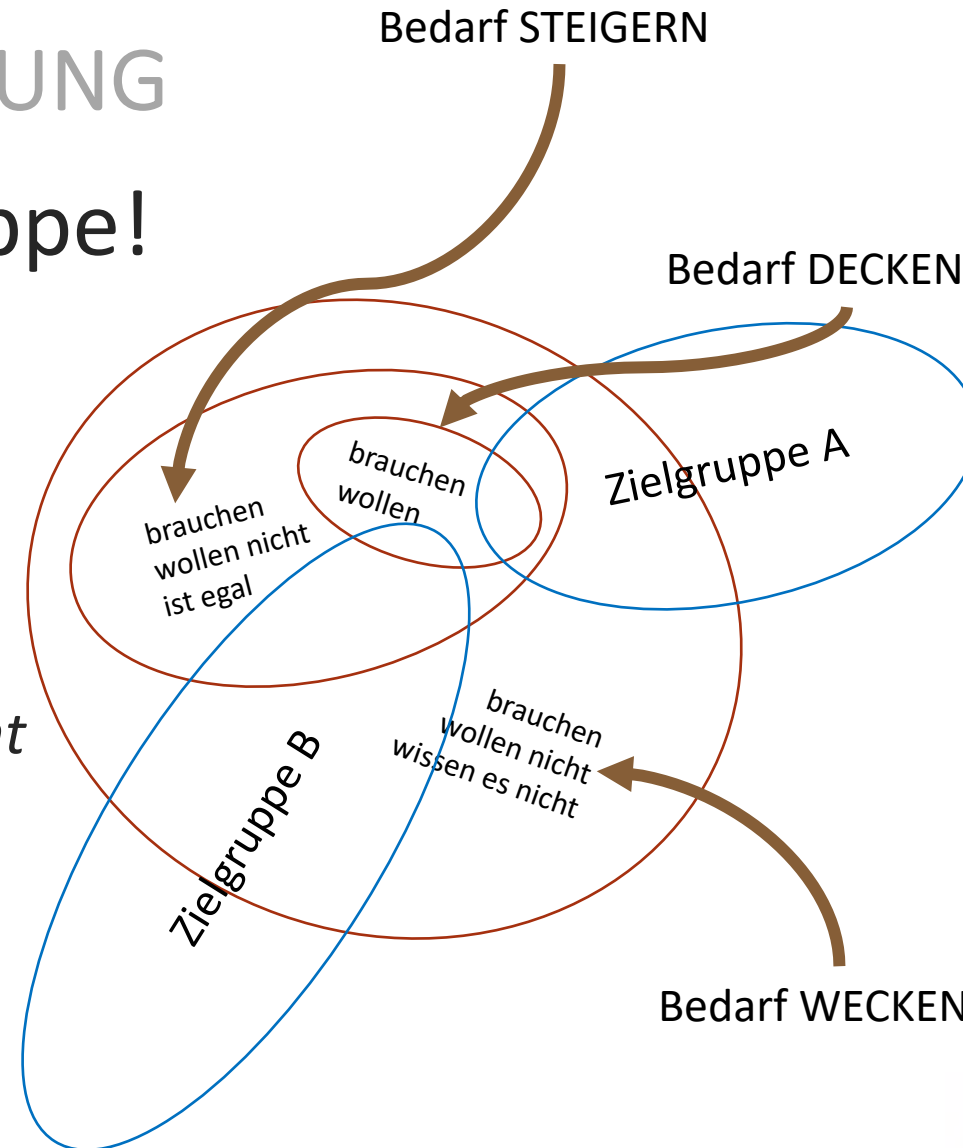 Bedarf STEIGERN
UNG
ppe!
Bedarf DECKEN
brauchen
wollen
Zielgruppe A
brauchen
wollen nicht
ist egal
brauchen
wollen nicht
wissen es nicht
Zielgruppe B
Bedarf WECKEN